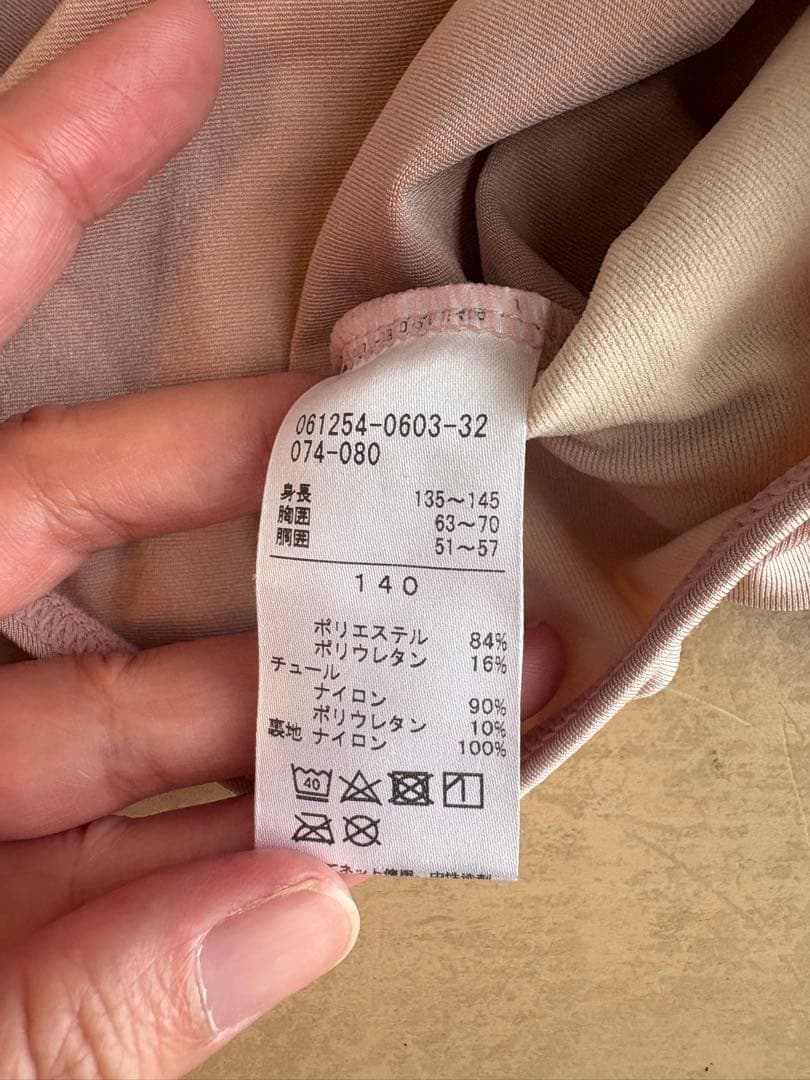 061254-0603-32
074-080
身長 135～145
胸囲 63～70
胴囲 51～57
140
ポリエステル 84%
ポリウレタン 16%
チュール
ナイロン 90%
ポリウレタン 10%
裏地 ナイロン 100%
40